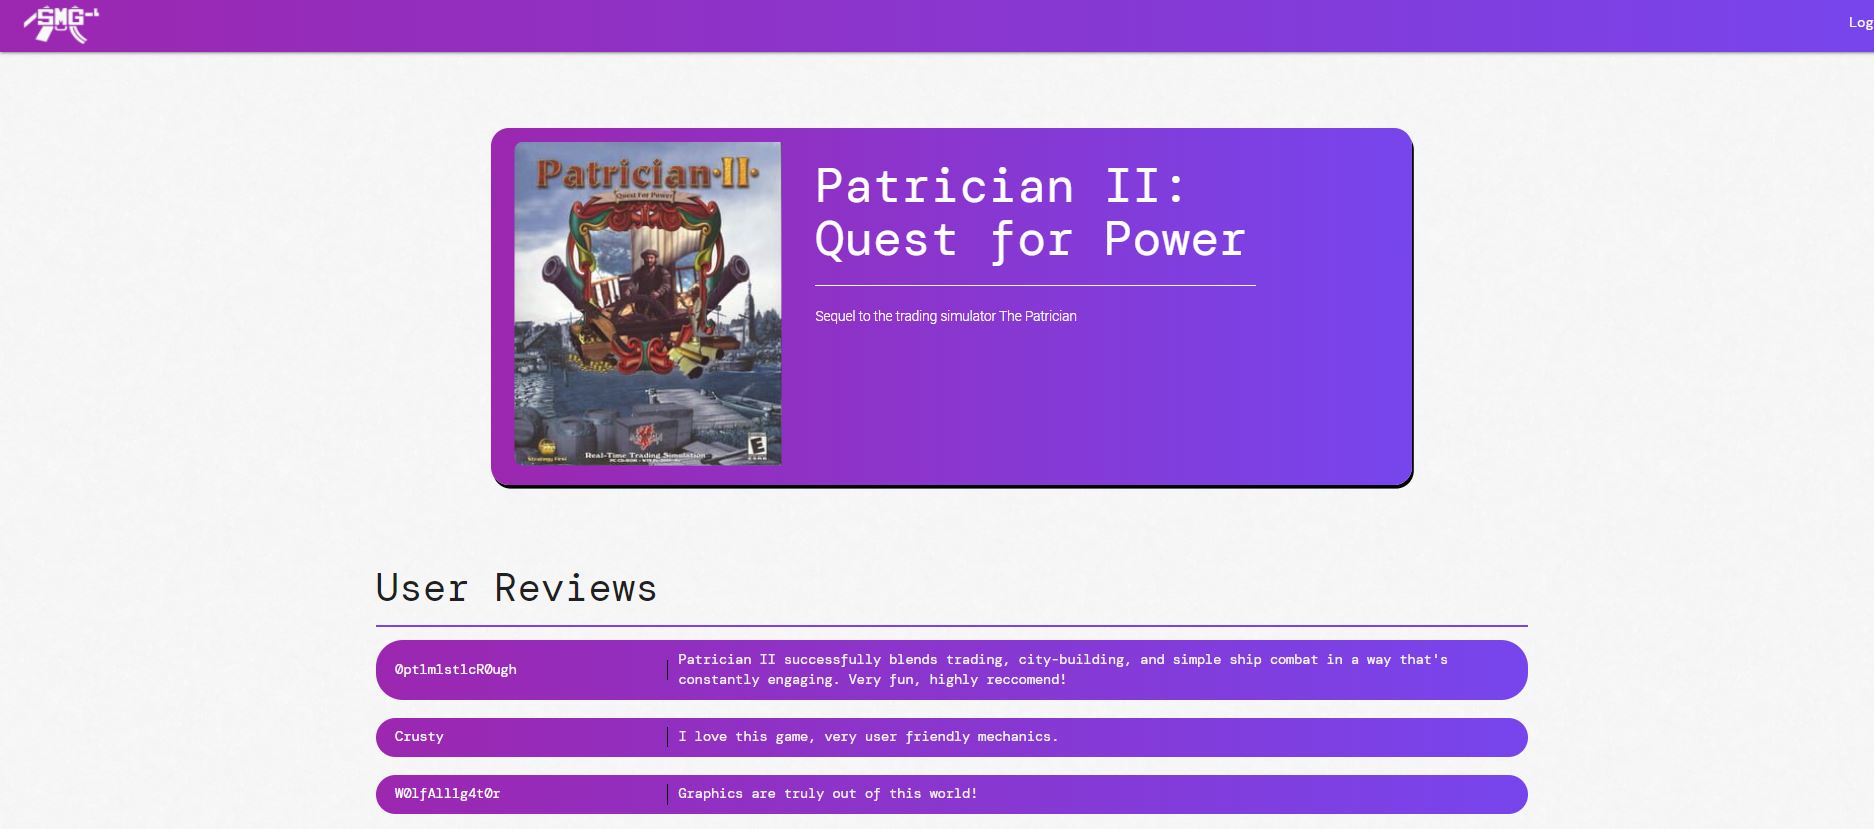 SMG
Log
Patrician II
Quest For Power
Real-Time Trading Simulation
Strategy First
E
Patrician II:
Quest for Power
Sequel to the trading simulator The Patrician
User Reviews
0pt1m1st1cR0ugh
Patrician II successfully blends trading, city-building, and simple ship combat in a way that's
constantly engaging. Very fun, highly reccomend!
Crusty
I love this game, very user friendly mechanics.
W0lfAll1g4t0r
Graphics are truly out of this world!